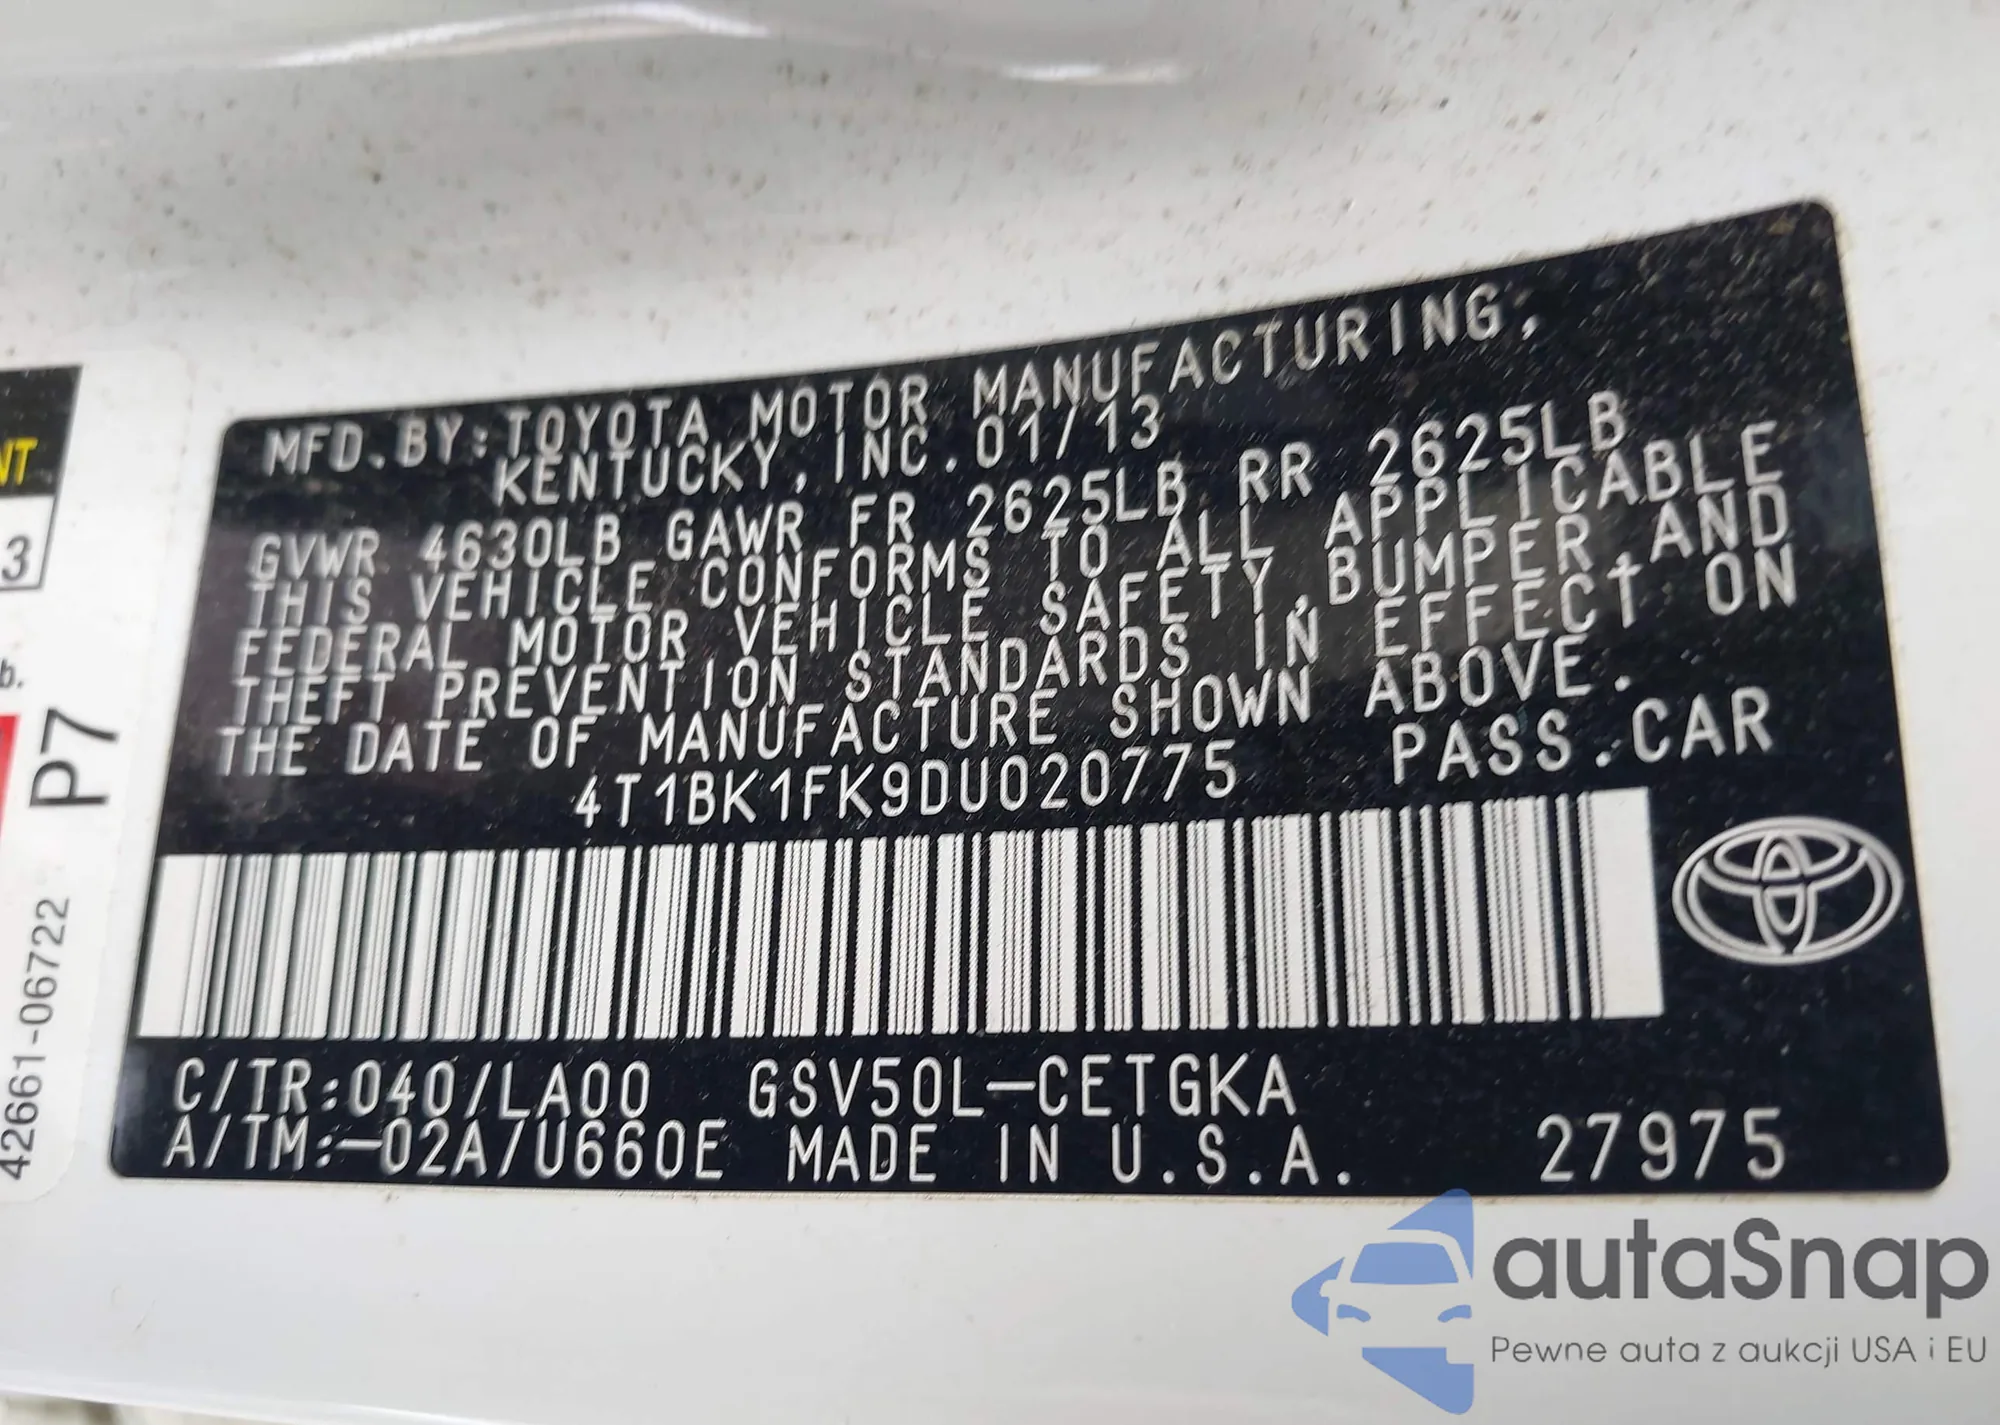 MFD. BY: TOYOTA MOTOR MANUFACTURING,
KENTUCKY, INC. 01/13
GVWR 4630LB GAWR FR 2625LB RR 2625LB
THIS VEHICLE CONFORMS TO ALL APPLICABLE
FEDERAL MOTOR VEHICLE SAFETY, BUMPER, AND
THEFT PREVENTION STANDARDS IN EFFECT ON
THE DATE OF MANUFACTURE SHOWN ABOVE.
4T1BK1FK9DU020775 PASS. CAR
C/TR:040/LA00 GSV50L-CETGKA
A/TM:-02A/U660E MADE IN U.S.A. 27975
NT
3
b.
P7
42661-06722
autaSnap
Pewne auta z aukcji USA i EU